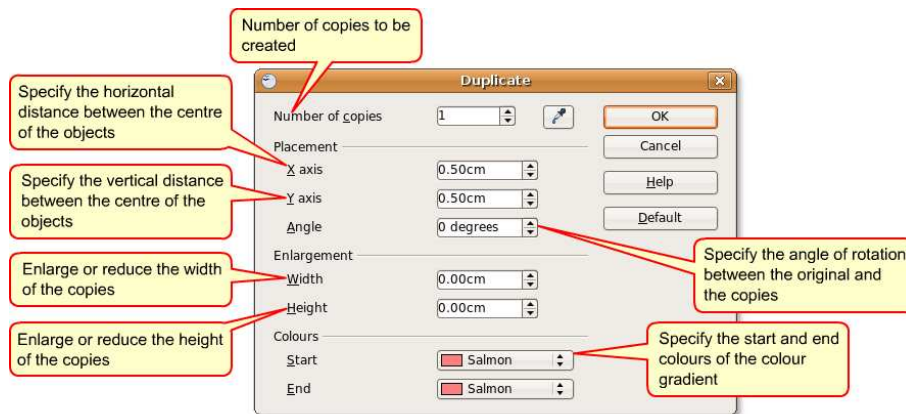 Number of copies to be
created
Duplicate
Specify the horizontal
distance between the centre
of the objects
Number of copies 1 OK
Placement Cancel
X axis 0.50cm
Help
Specify the vertical distance
between the centre of the
objects
Y axis 0.50cm
Default
Angle 0 degrees
Specify the angle of rotation
between the original and
the copies
Enlargement
Enlarge or reduce the width
of the copies
Width 0.00cm
Height 0.00cm
Enlarge or reduce the height
of the copies
Colours
Specify the start and end
colours of the colour
gradient
Start Salmon
End Salmon